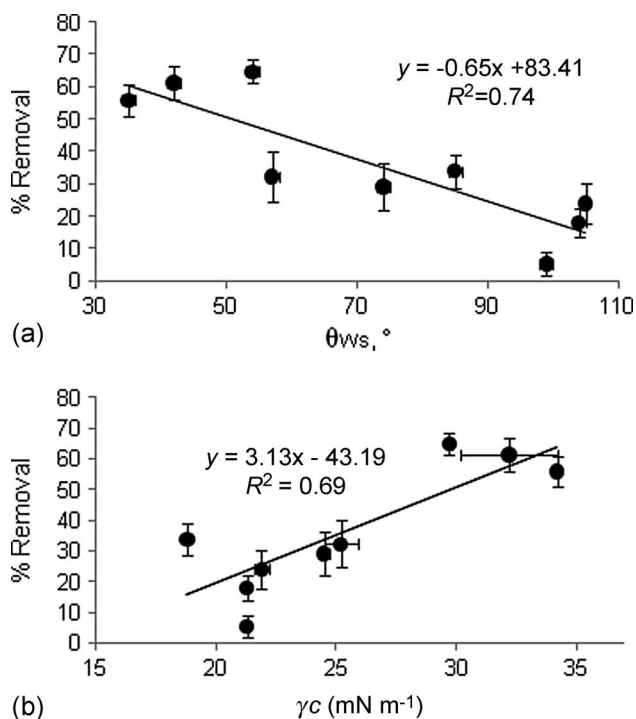 80
70
60
50
40
30
20
10
0
% Removal
y = -0.65x +83.41
R²=0.74
30 50 70 90 110
θWs, °
(a)
80
70
60
50
40
30
20
10
0
% Removal
y = 3.13x - 43.19
R² = 0.69
15 20 25 30 35
γc (mN m⁻¹)
(b)